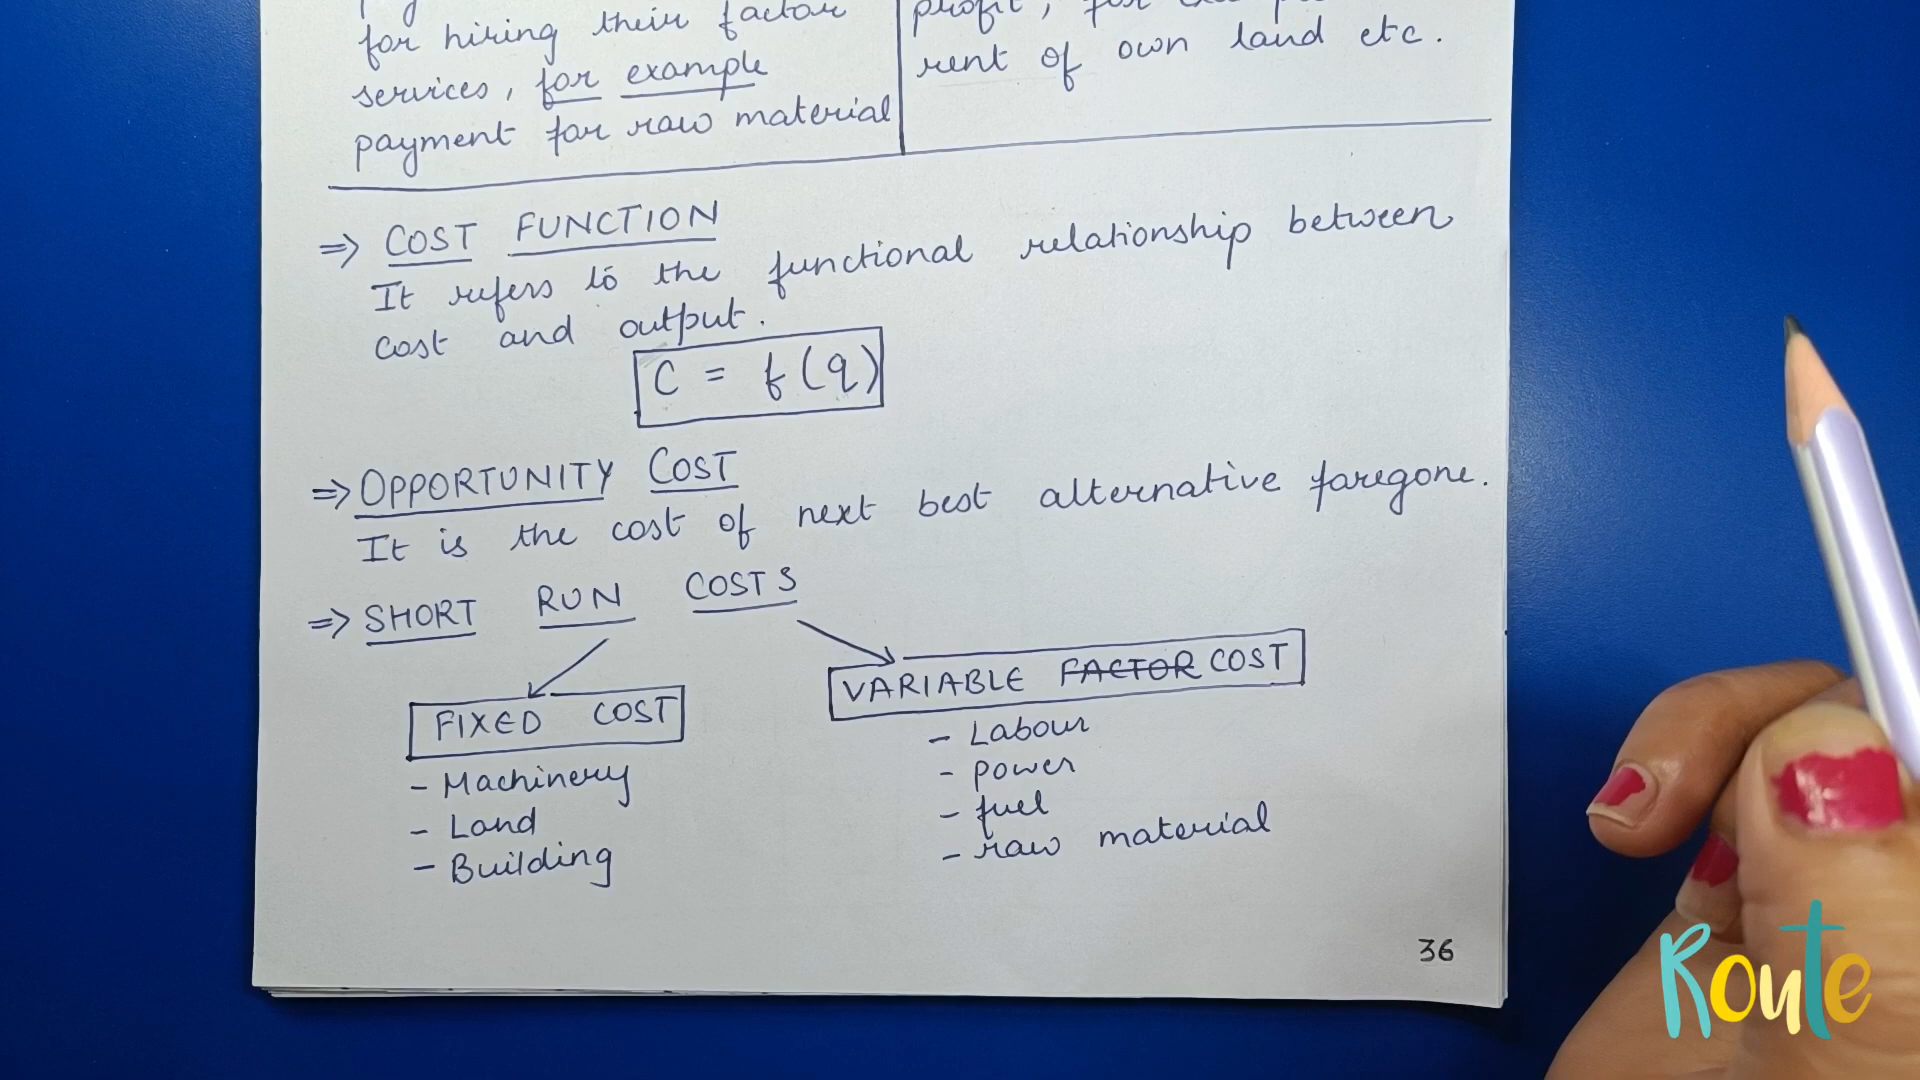 for hiring their factor
services, for example
payment for raw material
profit, for
rent of own land etc.
⇒ COST FUNCTION
It refers to the functional relationship between
cost and output.
C = f(q)
⇒ OPPORTUNITY COST
It is the cost of next best alternative foregone.
⇒ SHORT RUN COSTS
FIXED COST
- Machinery
- Land
- Building
VARIABLE FACTOR COST
- Labour
- power
- fuel
- raw material
36
Route